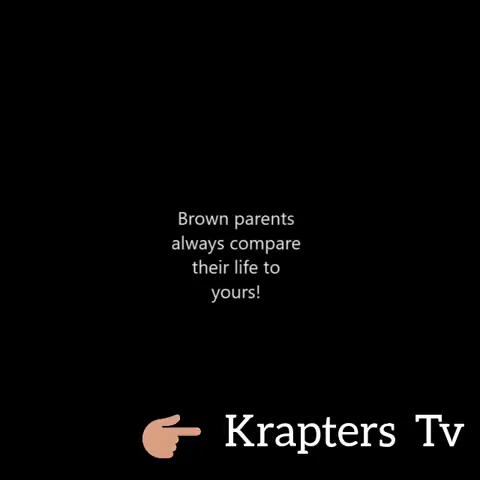 Brown parents
always compare
their life to
yours!
Krapters Tv